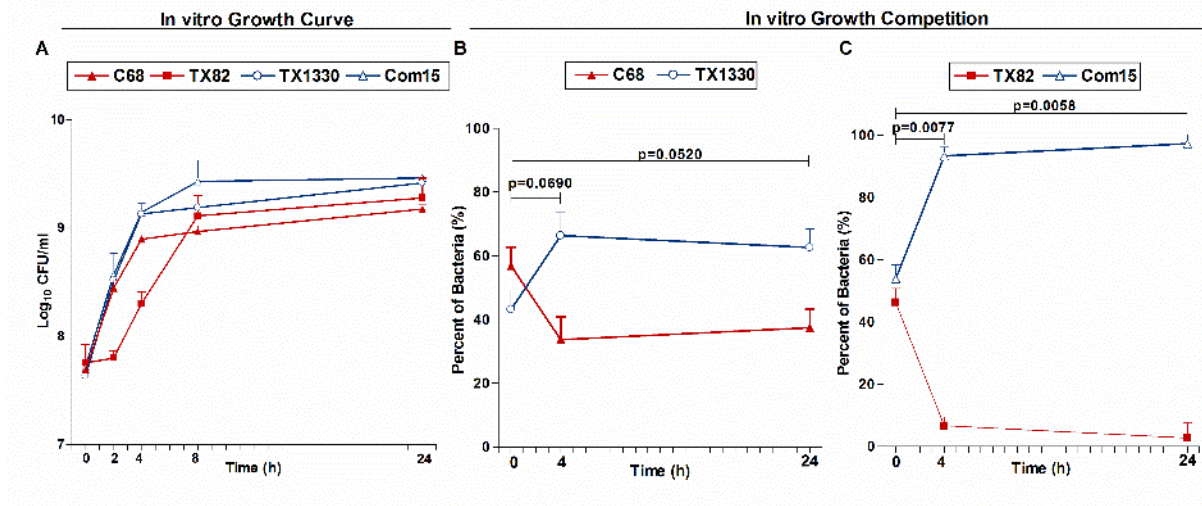 In vitro Growth Curve
In vitro Growth Competition
A
C68 TX82 TX1330 Com15
Log10 CFU/ml
10
9
8
7
0 2 4 8 24
Time (h)
B
C68 TX1330
Percent of Bacteria (%)
100
80
60
40
20
0
p=0.0520
p=0.0690
0 4 24
Time (h)
C
TX82 Com15
Percent of Bacteria (%)
100
80
60
40
20
0
p=0.0058
p=0.0077
0 4 24
Time (h)